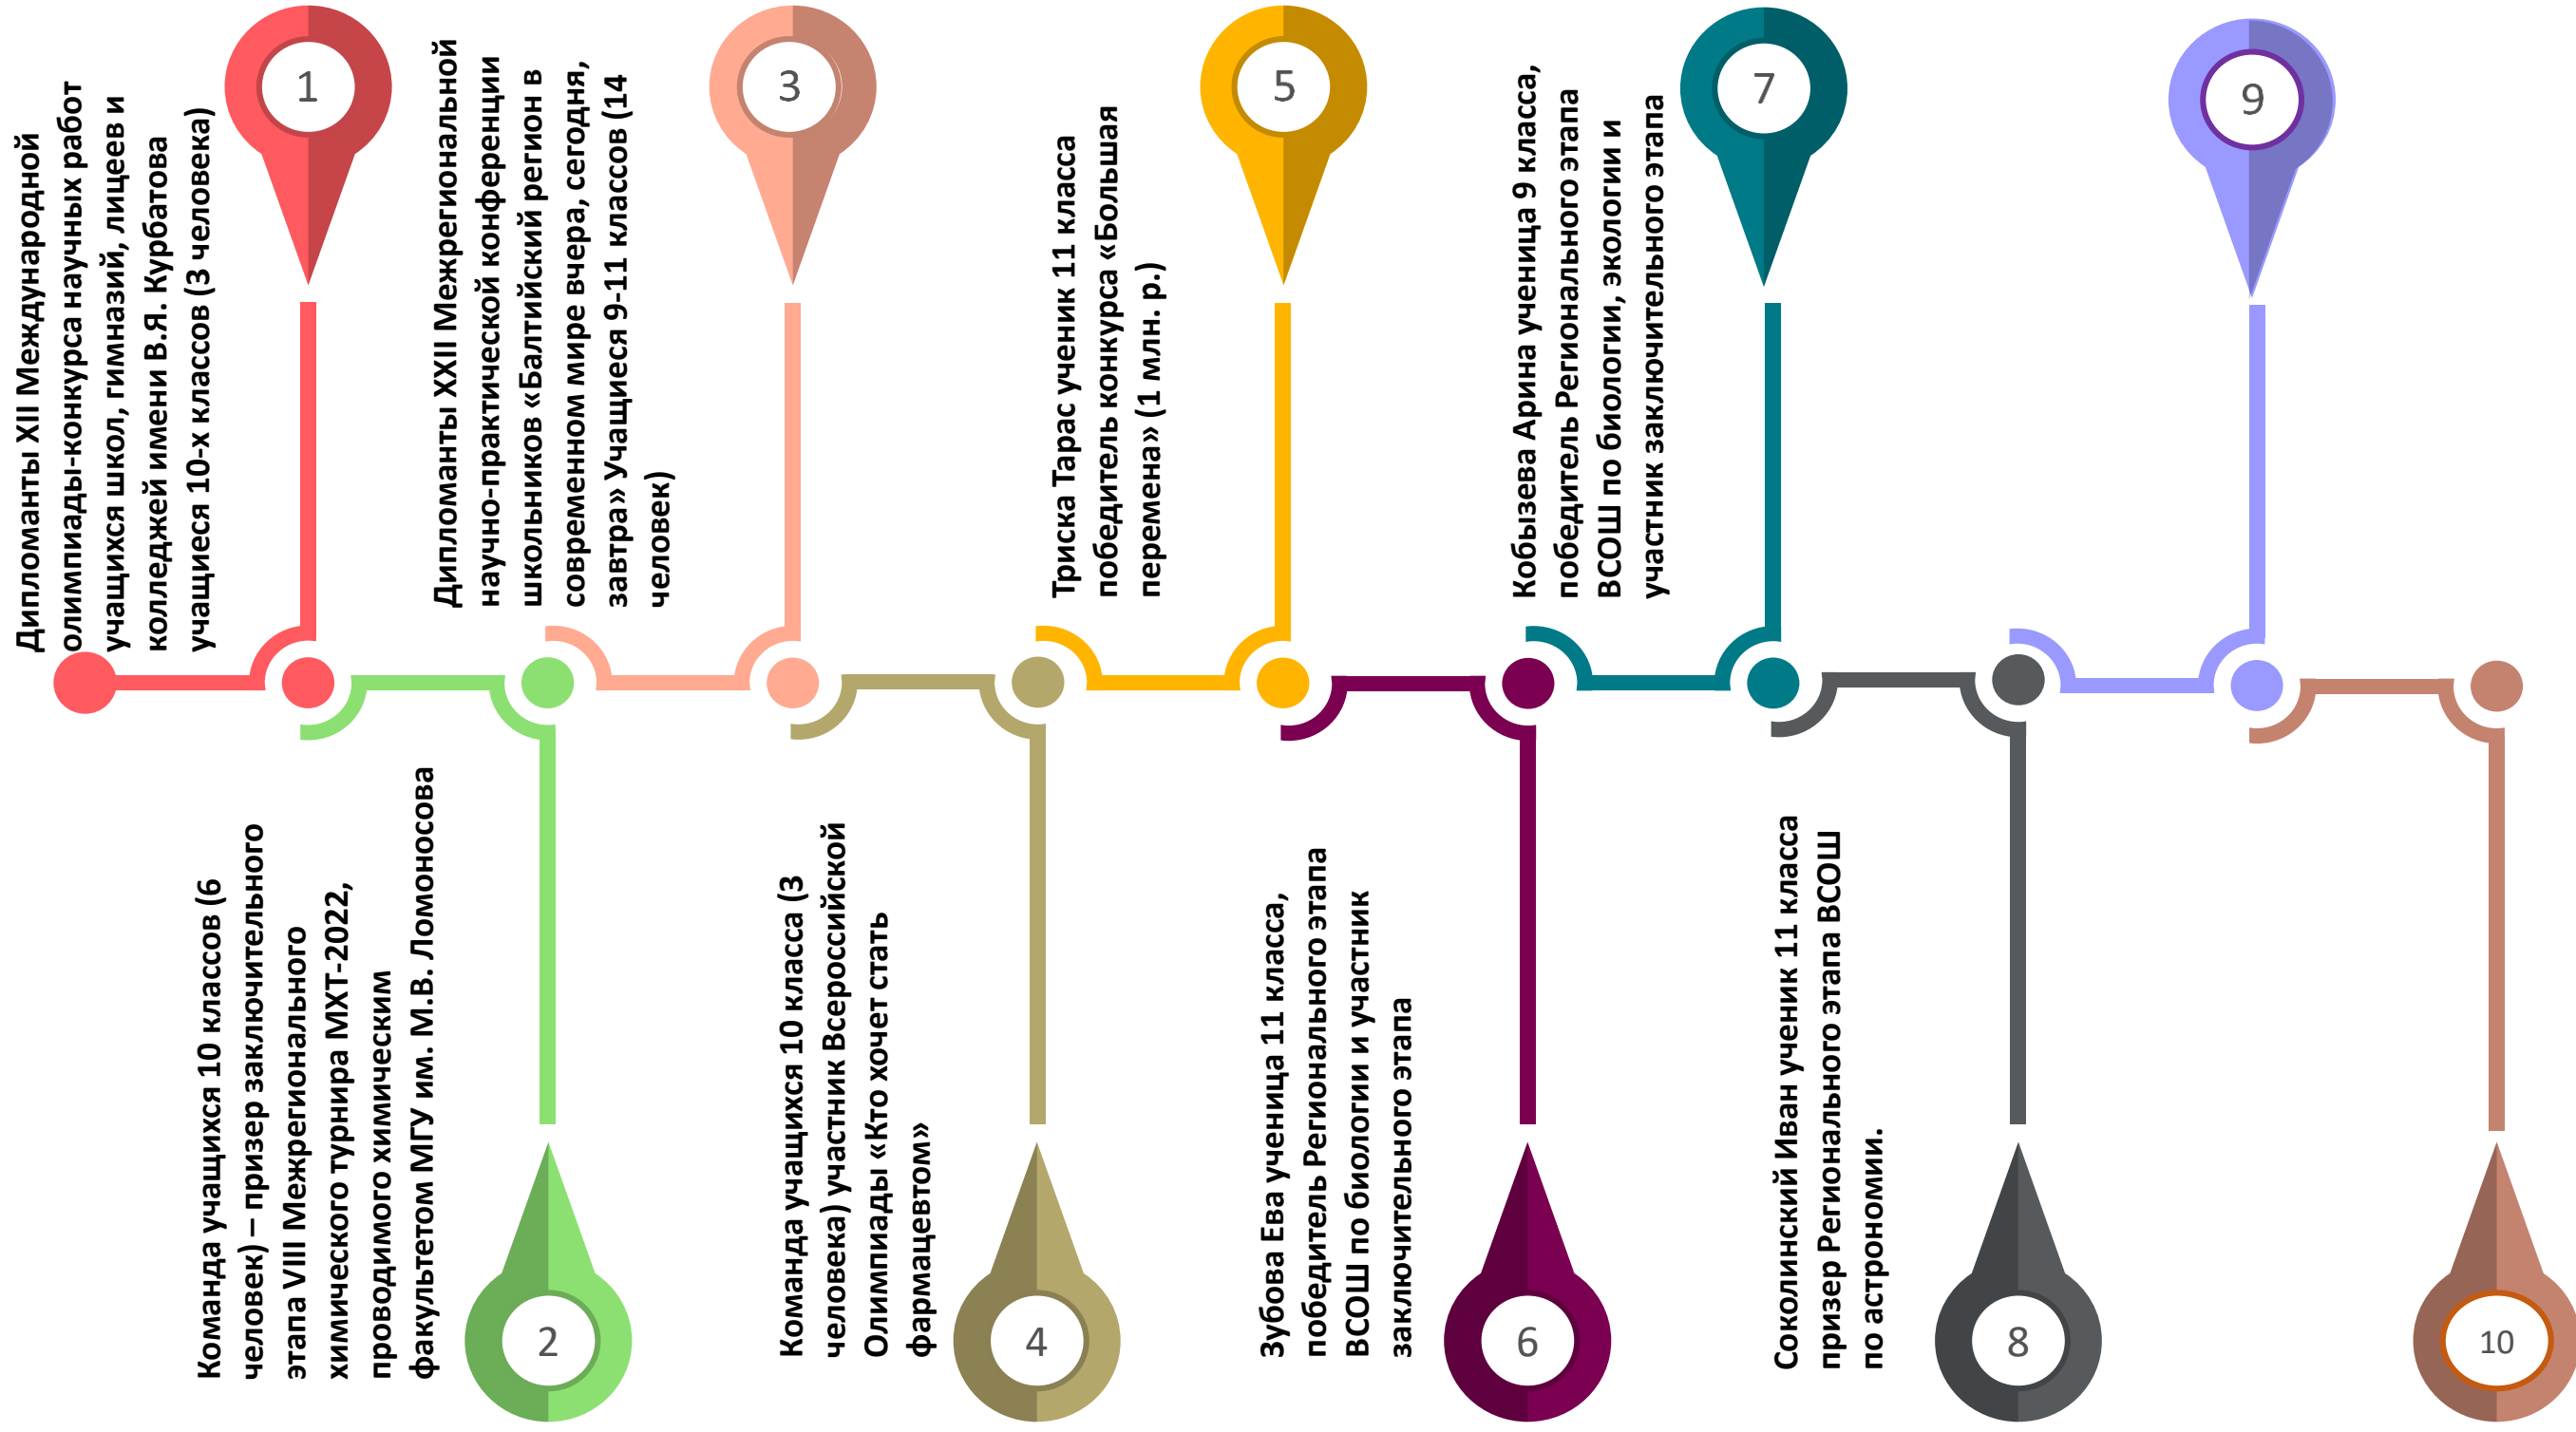 1
Дипломанты XII Международной
олимпиады-конкурса научных работ
учащихся школ, гимназий, лицеев и
колледжей имени В.Я. Курбатова
учащиеся 10-х классов (3 человека)
2
Команда учащихся 10 классов (6
человек) – призер заключительного
этапа VIII Межрегионального
химического турнира МХТ-2022,
проводимого химическим
факультетом МГУ им. М.В. Ломоносова
3
Дипломанты XXII Межрегиональной
научно-практической конференции
школьников «Балтийский регион в
современном мире вчера, сегодня,
завтра» Учащиеся 9-11 классов (14
человек)
4
Команда учащихся 10 класса (3
человека) участник Всероссийской
Олимпиады «Кто хочет стать
фармацевтом»
5
Триска Тарас ученик 11 класса
победитель конкурса «Большая
перемена» (1 млн. р.)
6
Зубова Ева ученица 11 класса,
победитель Регионального этапа
ВСОШ по биологии и участник
заключительного этапа
7
Кобызева Арина ученица 9 класса,
победитель Регионального этапа
ВСОШ по биологии, экологии и
участник заключительного этапа
8
Соколинский Иван ученик 11 класса
призер Регионального этапа ВСОШ
по астрономии.
9
10